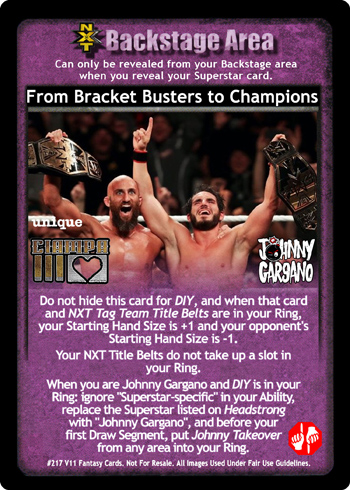 NXT Backstage Area
Can only be revealed from your Backstage area
when you reveal your Superstar card.
From Bracket Busters to Champions
unique
CIAMPA
JOHNNY
GARGANO
Do not hide this card for DIY, and when that card
and NXT Tag Team Title Belts are in your Ring,
your Starting Hand Size is +1 and your opponent's
Starting Hand Size is -1.
Your NXT Title Belts do not take up a slot in
your Ring.
When you are Johnny Gargano and DIY is in your
Ring: ignore "Superstar-specific" in your Ability,
replace the Superstar listed on Headstrong
with "Johnny Gargano", and before your
first Draw Segment, put Johnny Takeover
from any area into your Ring.
#217 V11 Fantasy Cards. Not For Resale. All Images Used Under Fair Use Guidelines.